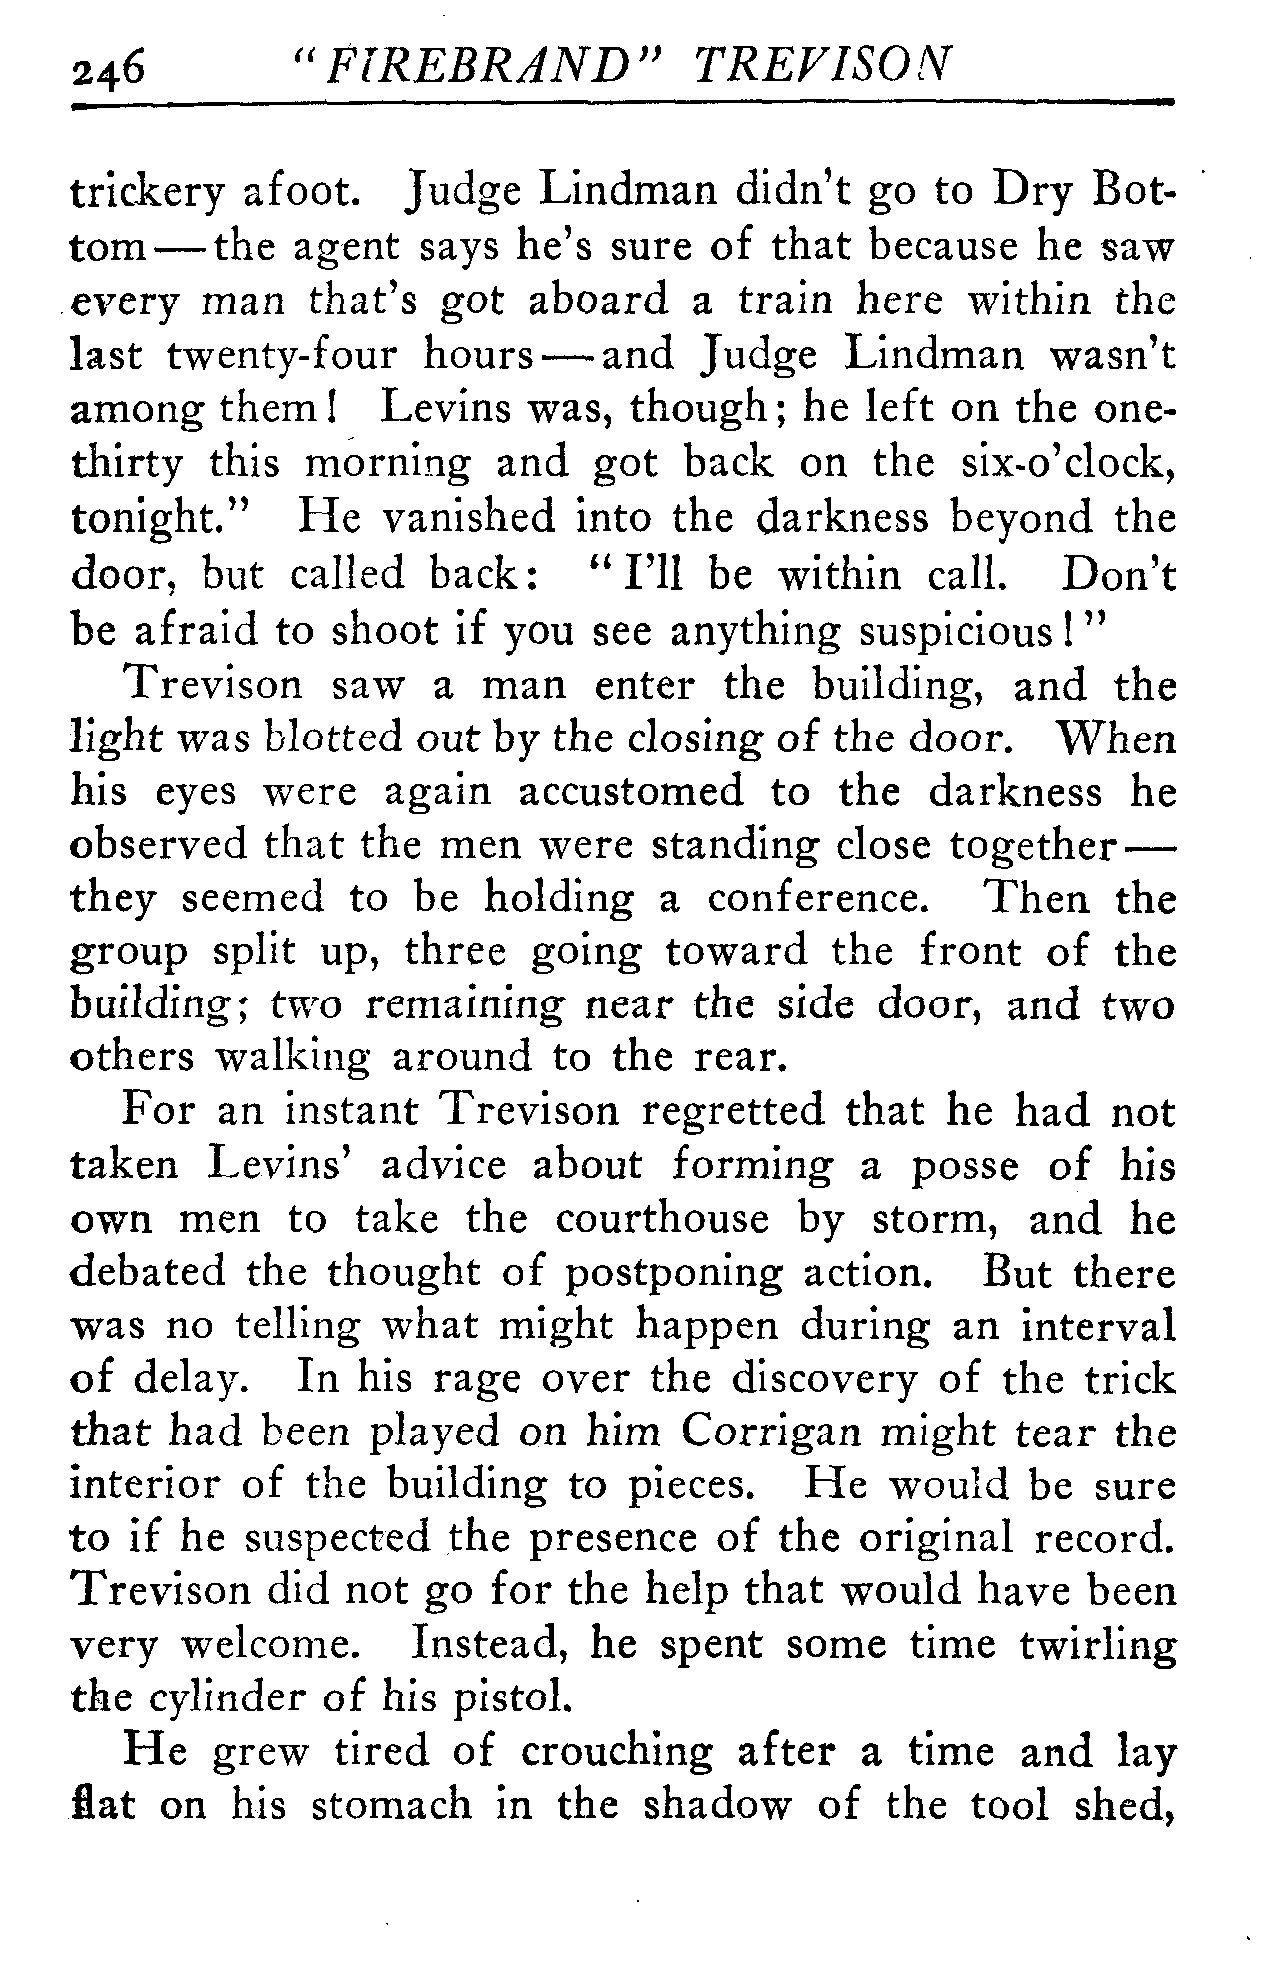 246 "FIREBRAND" TREVISON
trickery afoot. Judge Lindman didn't go to Dry Bot-
tom—the agent says he's sure of that because he saw
every man that's got aboard a train here within the
last twenty-four hours—and Judge Lindman wasn't
among them! Levins was, though; he left on the one-
thirty this morning and got back on the six-o'clock,
tonight." He vanished into the darkness beyond the
door, but called back: "I'll be within call. Don't
be afraid to shoot if you see anything suspicious!"
Trevison saw a man enter the building, and the
light was blotted out by the closing of the door. When
his eyes were again accustomed to the darkness he
observed that the men were standing close together—
they seemed to be holding a conference. Then the
group split up, three going toward the front of the
building; two remaining near the side door, and two
others walking around to the rear.
For an instant Trevison regretted that he had not
taken Levins' advice about forming a posse of his
own men to take the courthouse by storm, and he
debated the thought of postponing action. But there
was no telling what might happen during an interval
of delay. In his rage over the discovery of the trick
that had been played on him Corrigan might tear the
interior of the building to pieces. He would be sure
to if he suspected the presence of the original record.
Trevison did not go for the help that would have been
very welcome. Instead, he spent some time twirling
the cylinder of his pistol.
He grew tired of crouching after a time and lay
flat on his stomach in the shadow of the tool shed,